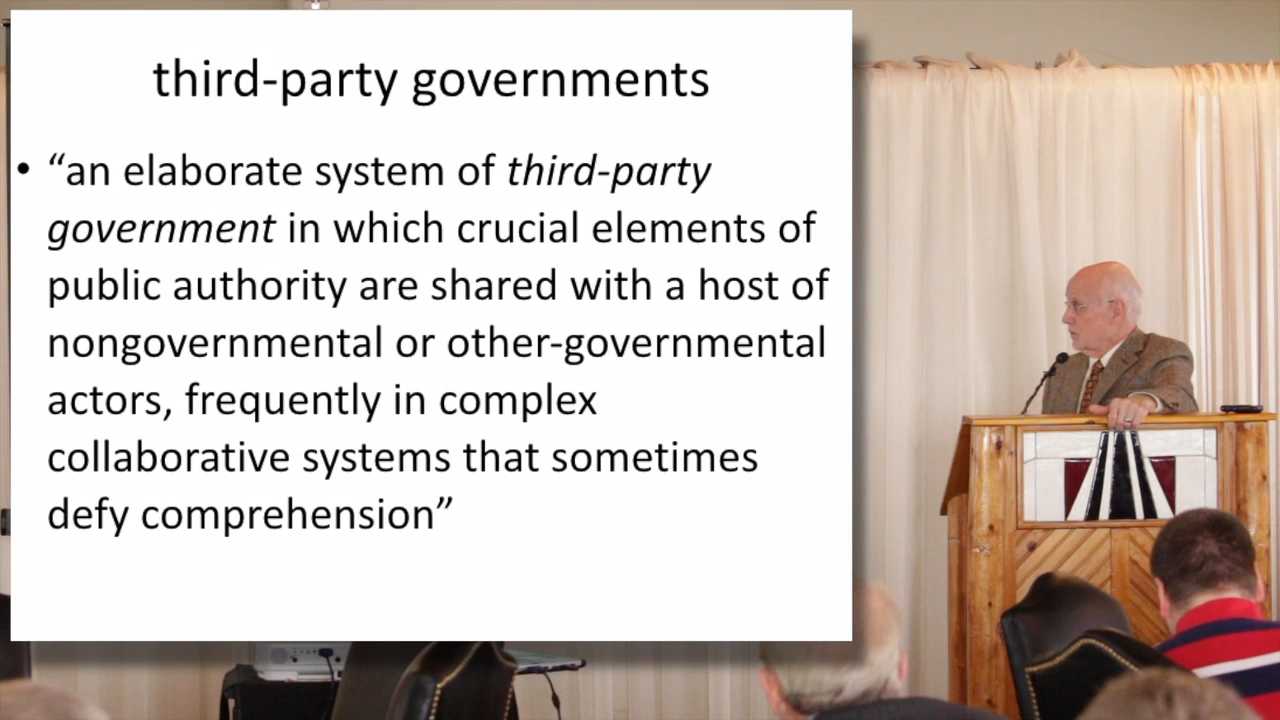 third-party governments
• “an elaborate system of third-party
government in which crucial elements of
public authority are shared with a host of
nongovernmental or other-governmental
actors, frequently in complex
collaborative systems that sometimes
defy comprehension”